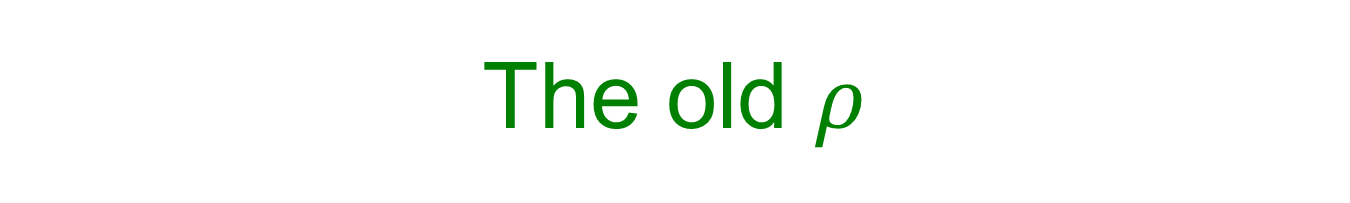 The old ρ